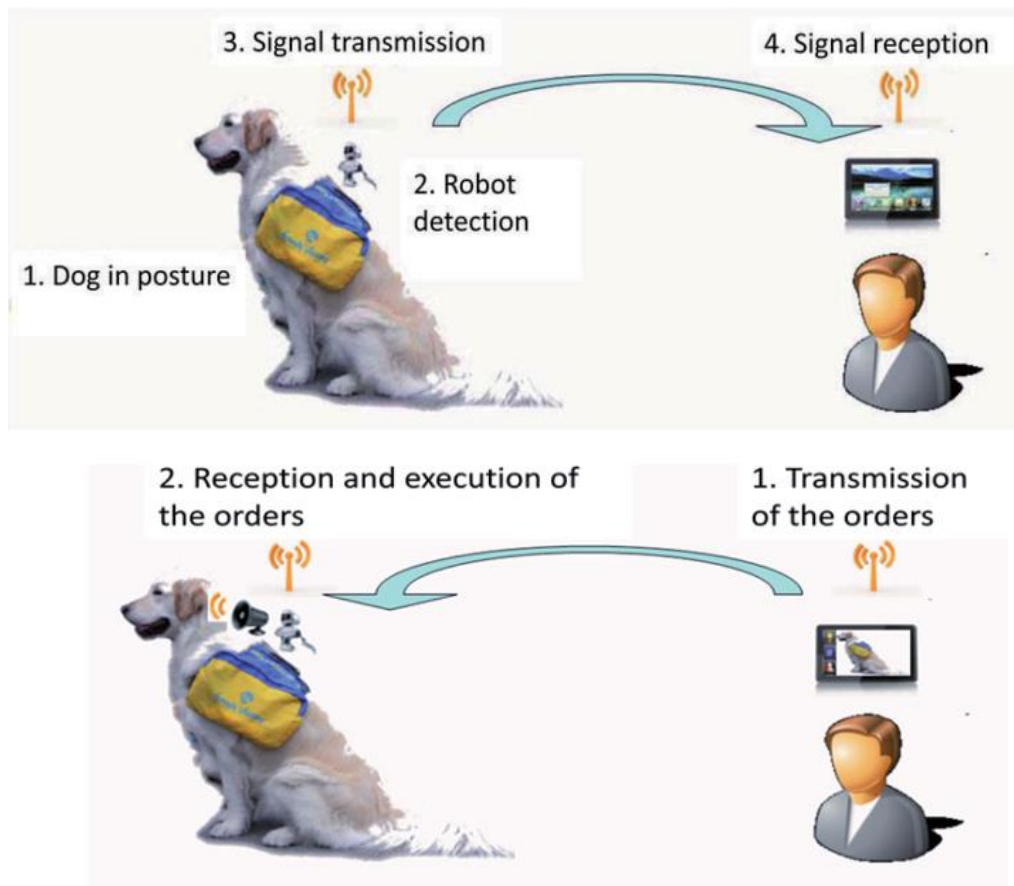 3. Signal transmission
4. Signal reception
2. Robot
detection
1. Dog in posture
2. Reception and execution of
the orders
1. Transmission
of the orders